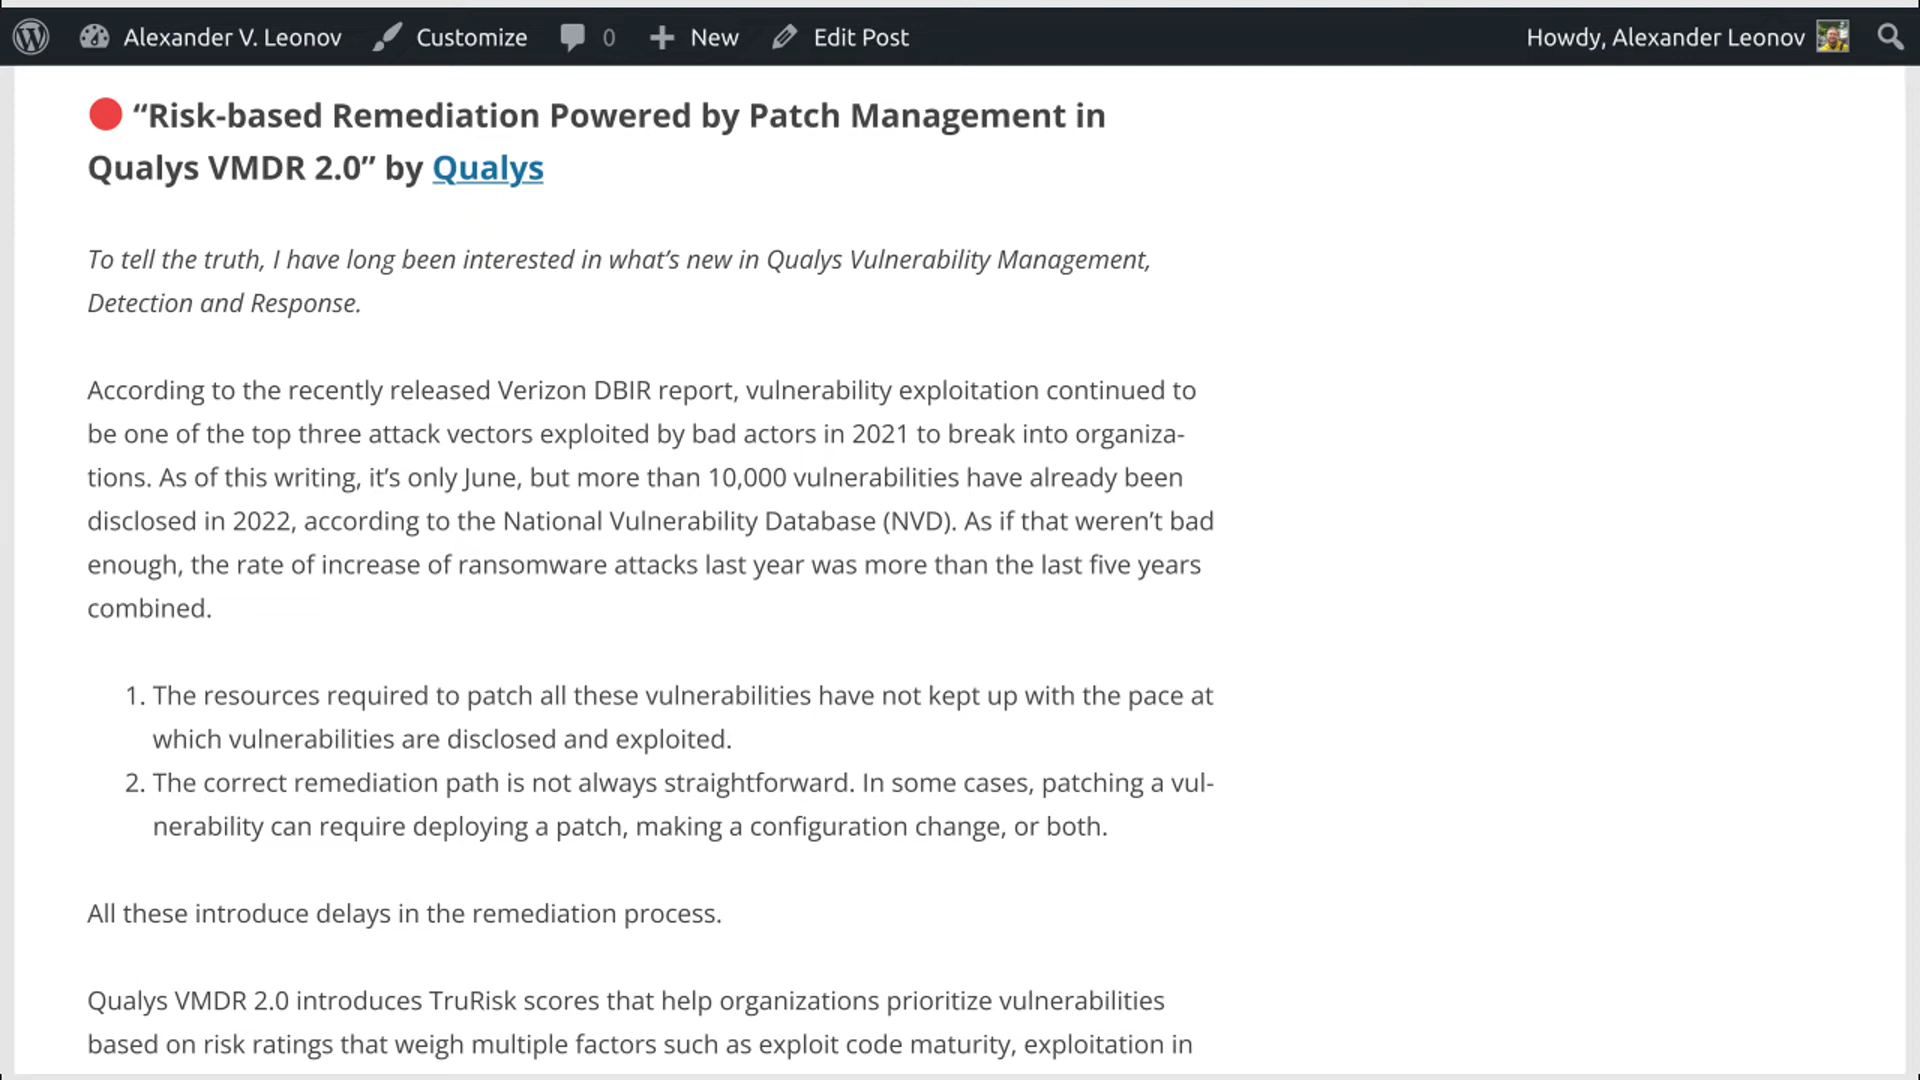 Alexander V. Leonov Customize 0 New Edit Post Howdy, Alexander Leonov
“Risk-based Remediation Powered by Patch Management in
Qualys VMDR 2.0” by Qualys
To tell the truth, I have long been interested in what’s new in Qualys Vulnerability Management,
Detection and Response.
According to the recently released Verizon DBIR report, vulnerability exploitation continued to
be one of the top three attack vectors exploited by bad actors in 2021 to break into organiza-
tions. As of this writing, it’s only June, but more than 10,000 vulnerabilities have already been
disclosed in 2022, according to the National Vulnerability Database (NVD). As if that weren’t bad
enough, the rate of increase of ransomware attacks last year was more than the last five years
combined.
1. The resources required to patch all these vulnerabilities have not kept up with the pace at
which vulnerabilities are disclosed and exploited.
2. The correct remediation path is not always straightforward. In some cases, patching a vul-
nerability can require deploying a patch, making a configuration change, or both.
All these introduce delays in the remediation process.
Qualys VMDR 2.0 introduces TruRisk scores that help organizations prioritize vulnerabilities
based on risk ratings that weigh multiple factors such as exploit code maturity, exploitation in